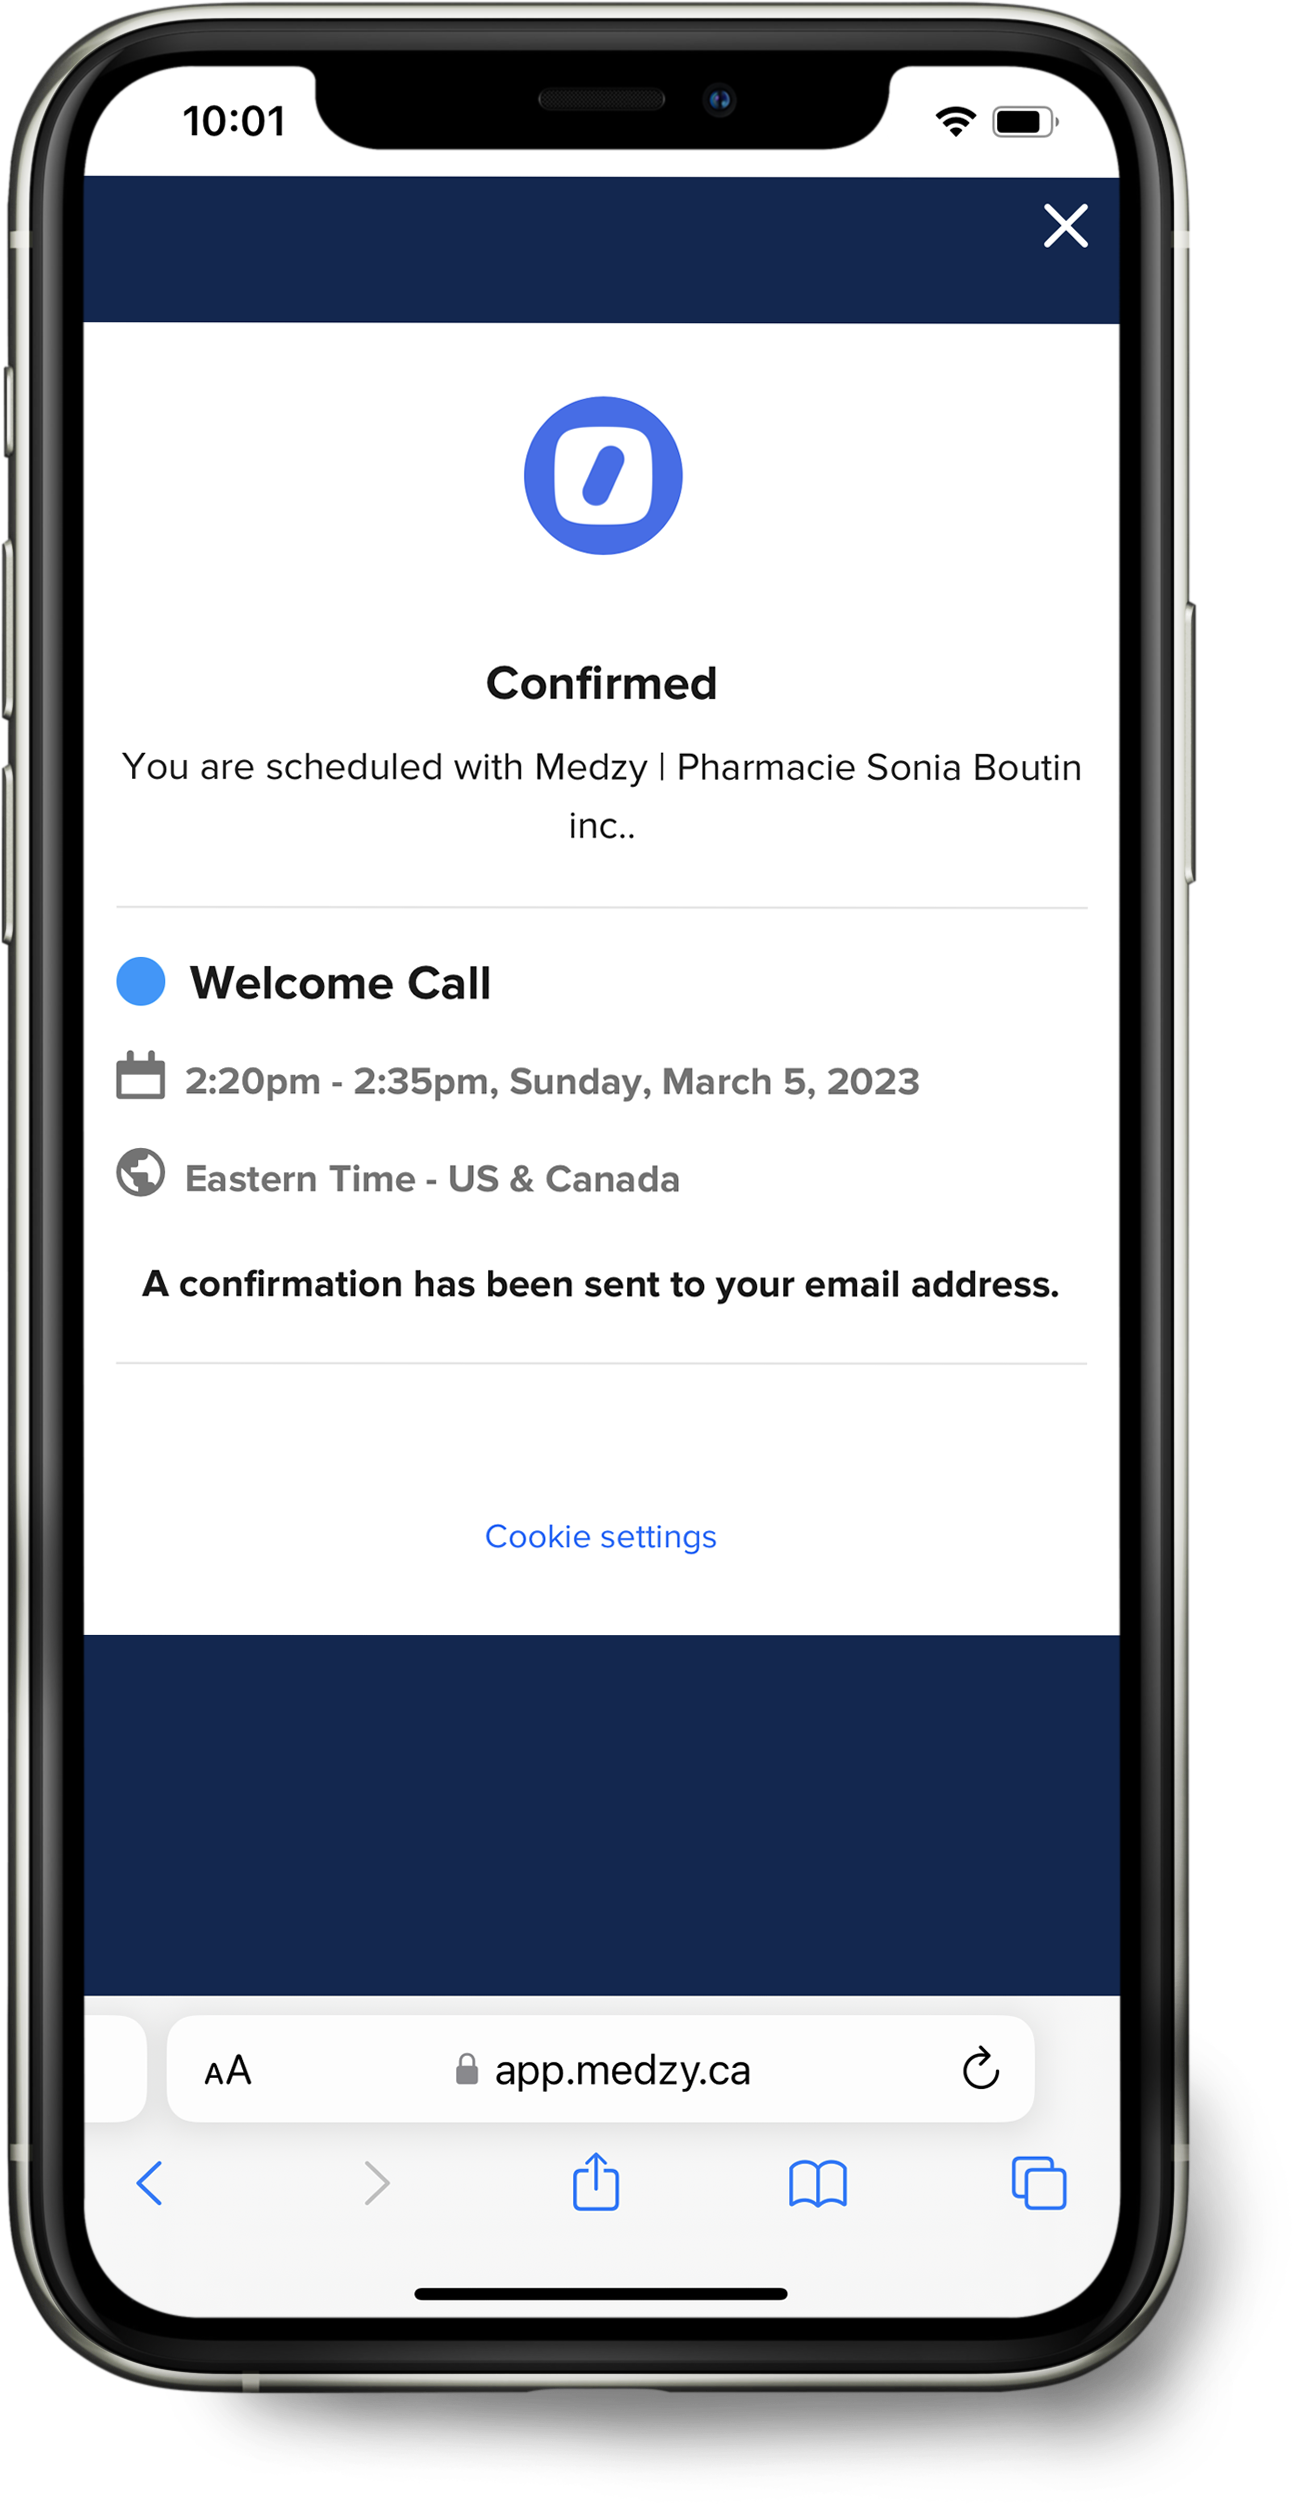 10:01
Confirmed
You are scheduled with Medzy | Pharmacie Sonia Boutin
inc..
Welcome Call
2:20pm - 2:35pm, Sunday, March 5, 2023
Eastern Time - US & Canada
A confirmation has been sent to your email address.
Cookie settings
AA app.medzy.ca